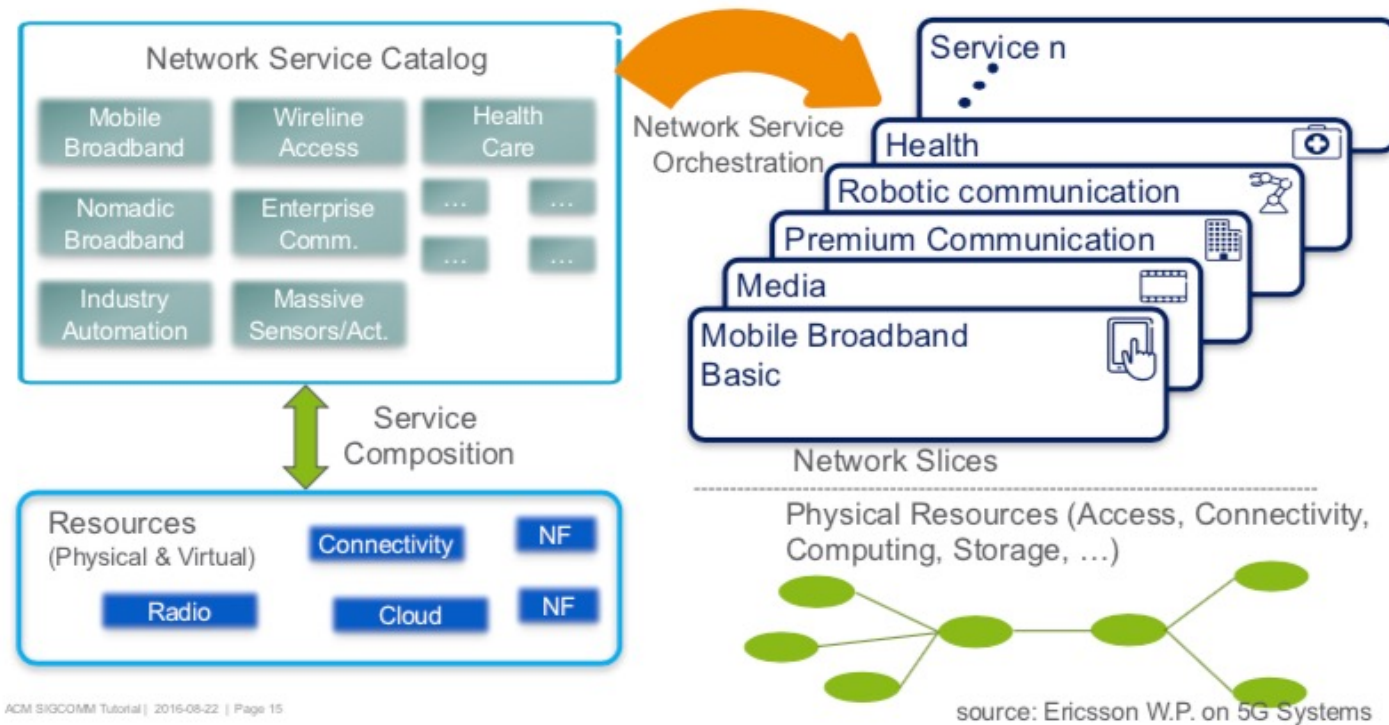 Network Service Catalog
Mobile
Broadband
Wireline
Access
Health
Care
Nomadic
Broadband
Enterprise
Comm.
...
...
...
...
Industry
Automation
Massive
Sensors/Act.
Service
Composition
Resources
(Physical & Virtual)
Connectivity
NF
Radio
Cloud
NF
Network Service
Orchestration
Service n
Health
Robotic communication
Premium Communication
Media
Mobile Broadband
Basic
Network Slices
Physical Resources (Access, Connectivity,
Computing, Storage, ...)
ACM SIGCOMM Tutorial | 2016-08-22 | Page 15
source: Ericsson W.P. on 5G Systems